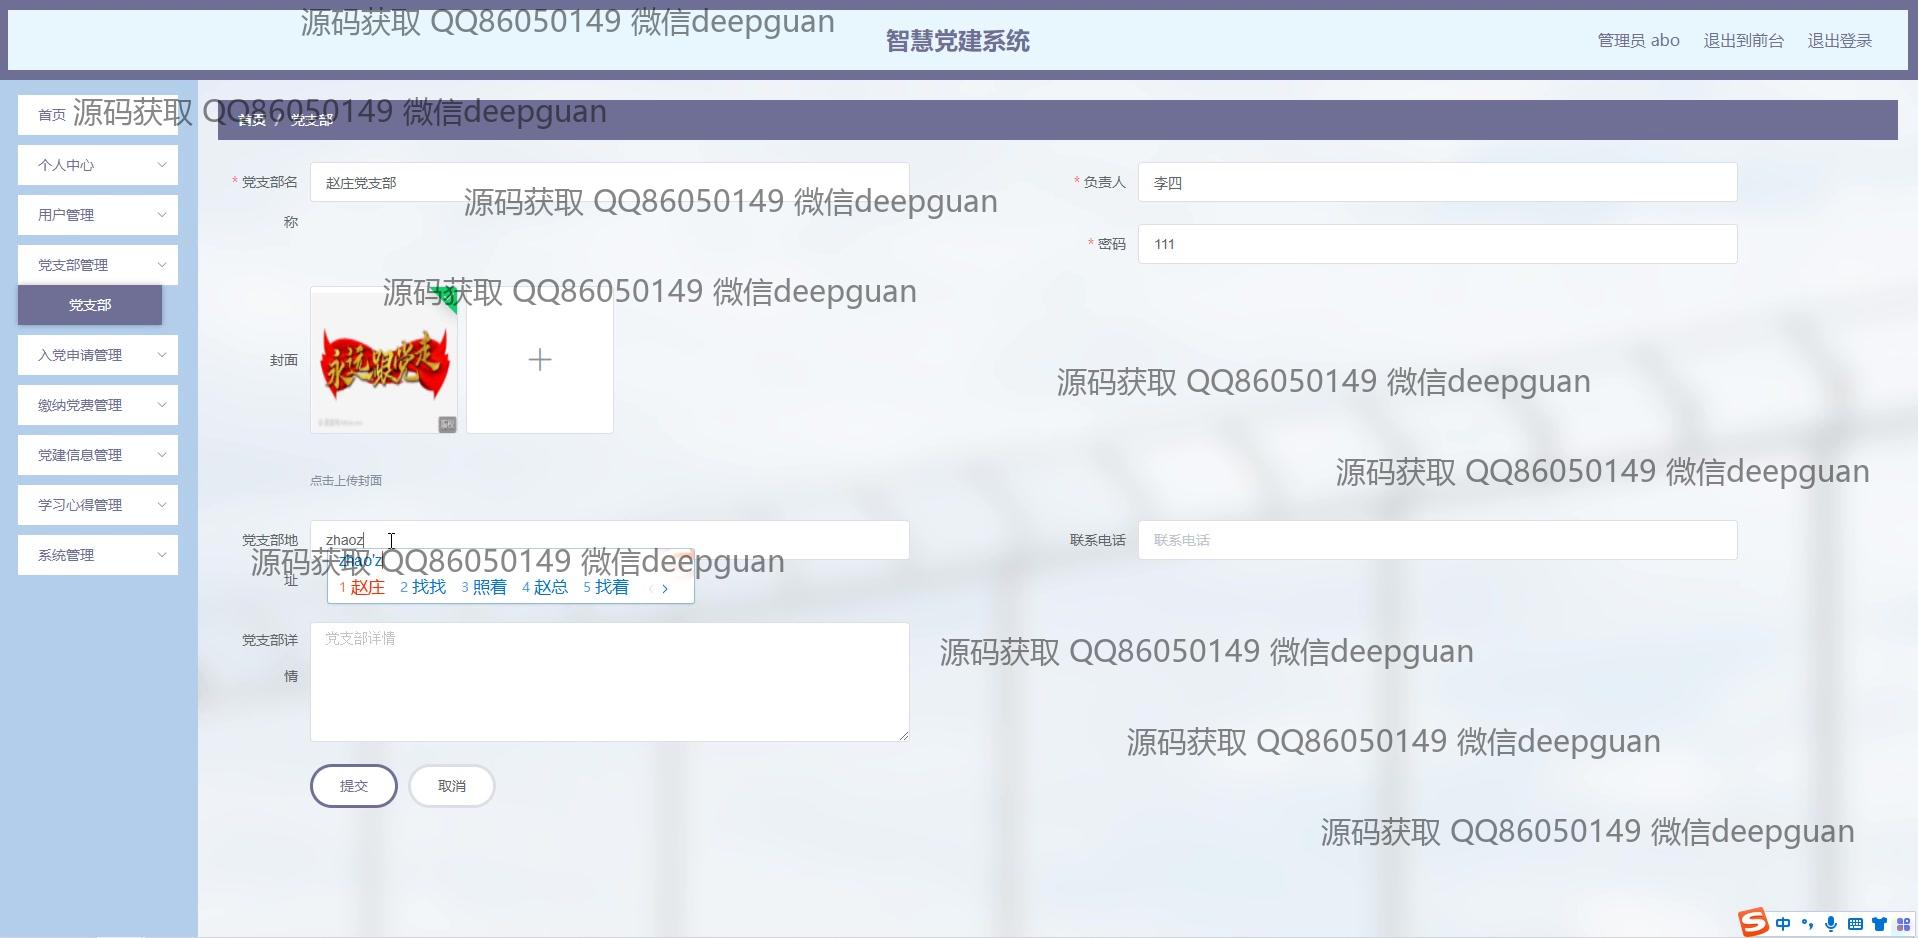 源码获取 QQ86050149 微信deepguan
智慧党建系统
管理员 abo
退出到前台
退出登录
首页
源码获取 QQ86050149 微信deepguan
首页 / 党支部
个人中心
用户管理
党支部管理
党支部
入党申请管理
缴纳党费管理
党建信息管理
学习心得管理
系统管理
* 党支部名
称
赵庄党支部
* 负责人
李四
源码获取 QQ86050149 微信deepguan
* 密码
111
源码获取 QQ86050149 微信deepguan
封面
永远跟党走
版权
源码获取 QQ86050149 微信deepguan
源码获取 QQ86050149 微信deepguan
点击上传封面
党支部地
址
zhaoz
联系电话
联系电话
源码获取 QQ86050149 微信deepguan
zhao'z
1 赵庄 2 找找 3 照着 4 赵总 5 找着
党支部详
情
党支部详情
源码获取 QQ86050149 微信deepguan
源码获取 QQ86050149 微信deepguan
提交
取消
源码获取 QQ86050149 微信deepguan
S 中